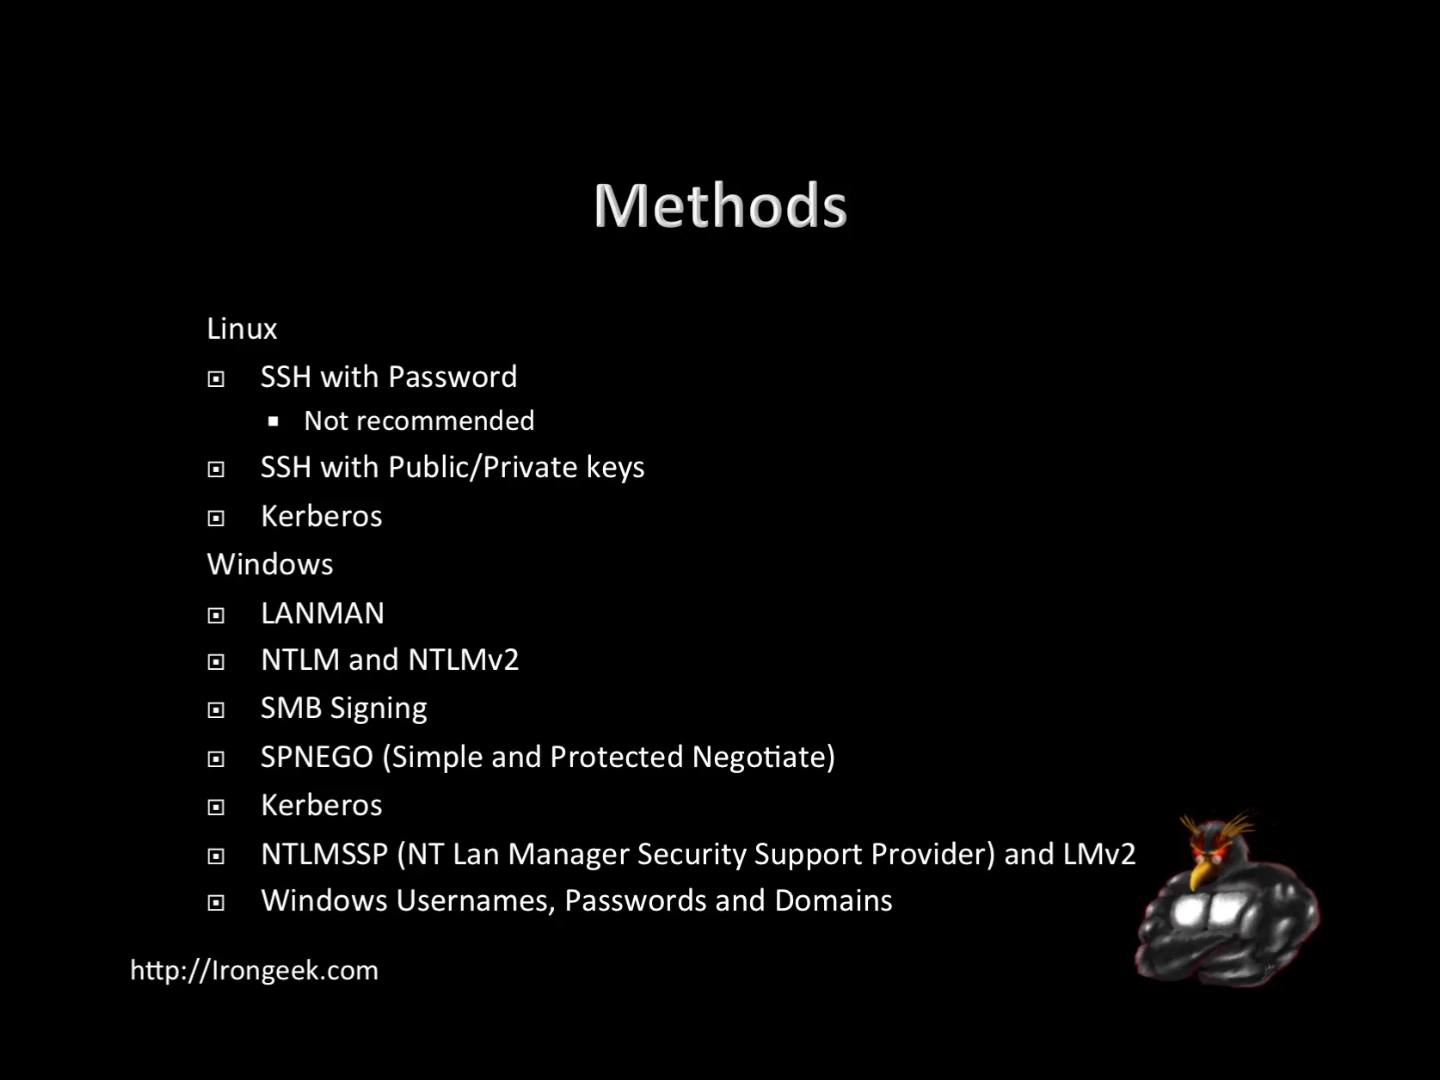 Methods
Linux
SSH with Password
Not recommended
SSH with Public/Private keys
Kerberos
Windows
LANMAN
NTLM and NTLMv2
SMB Signing
SPNEGO (Simple and Protected Negotiate)
Kerberos
NTLMSSP (NT Lan Manager Security Support Provider) and LMv2
Windows Usernames, Passwords and Domains
http://Irongeek.com